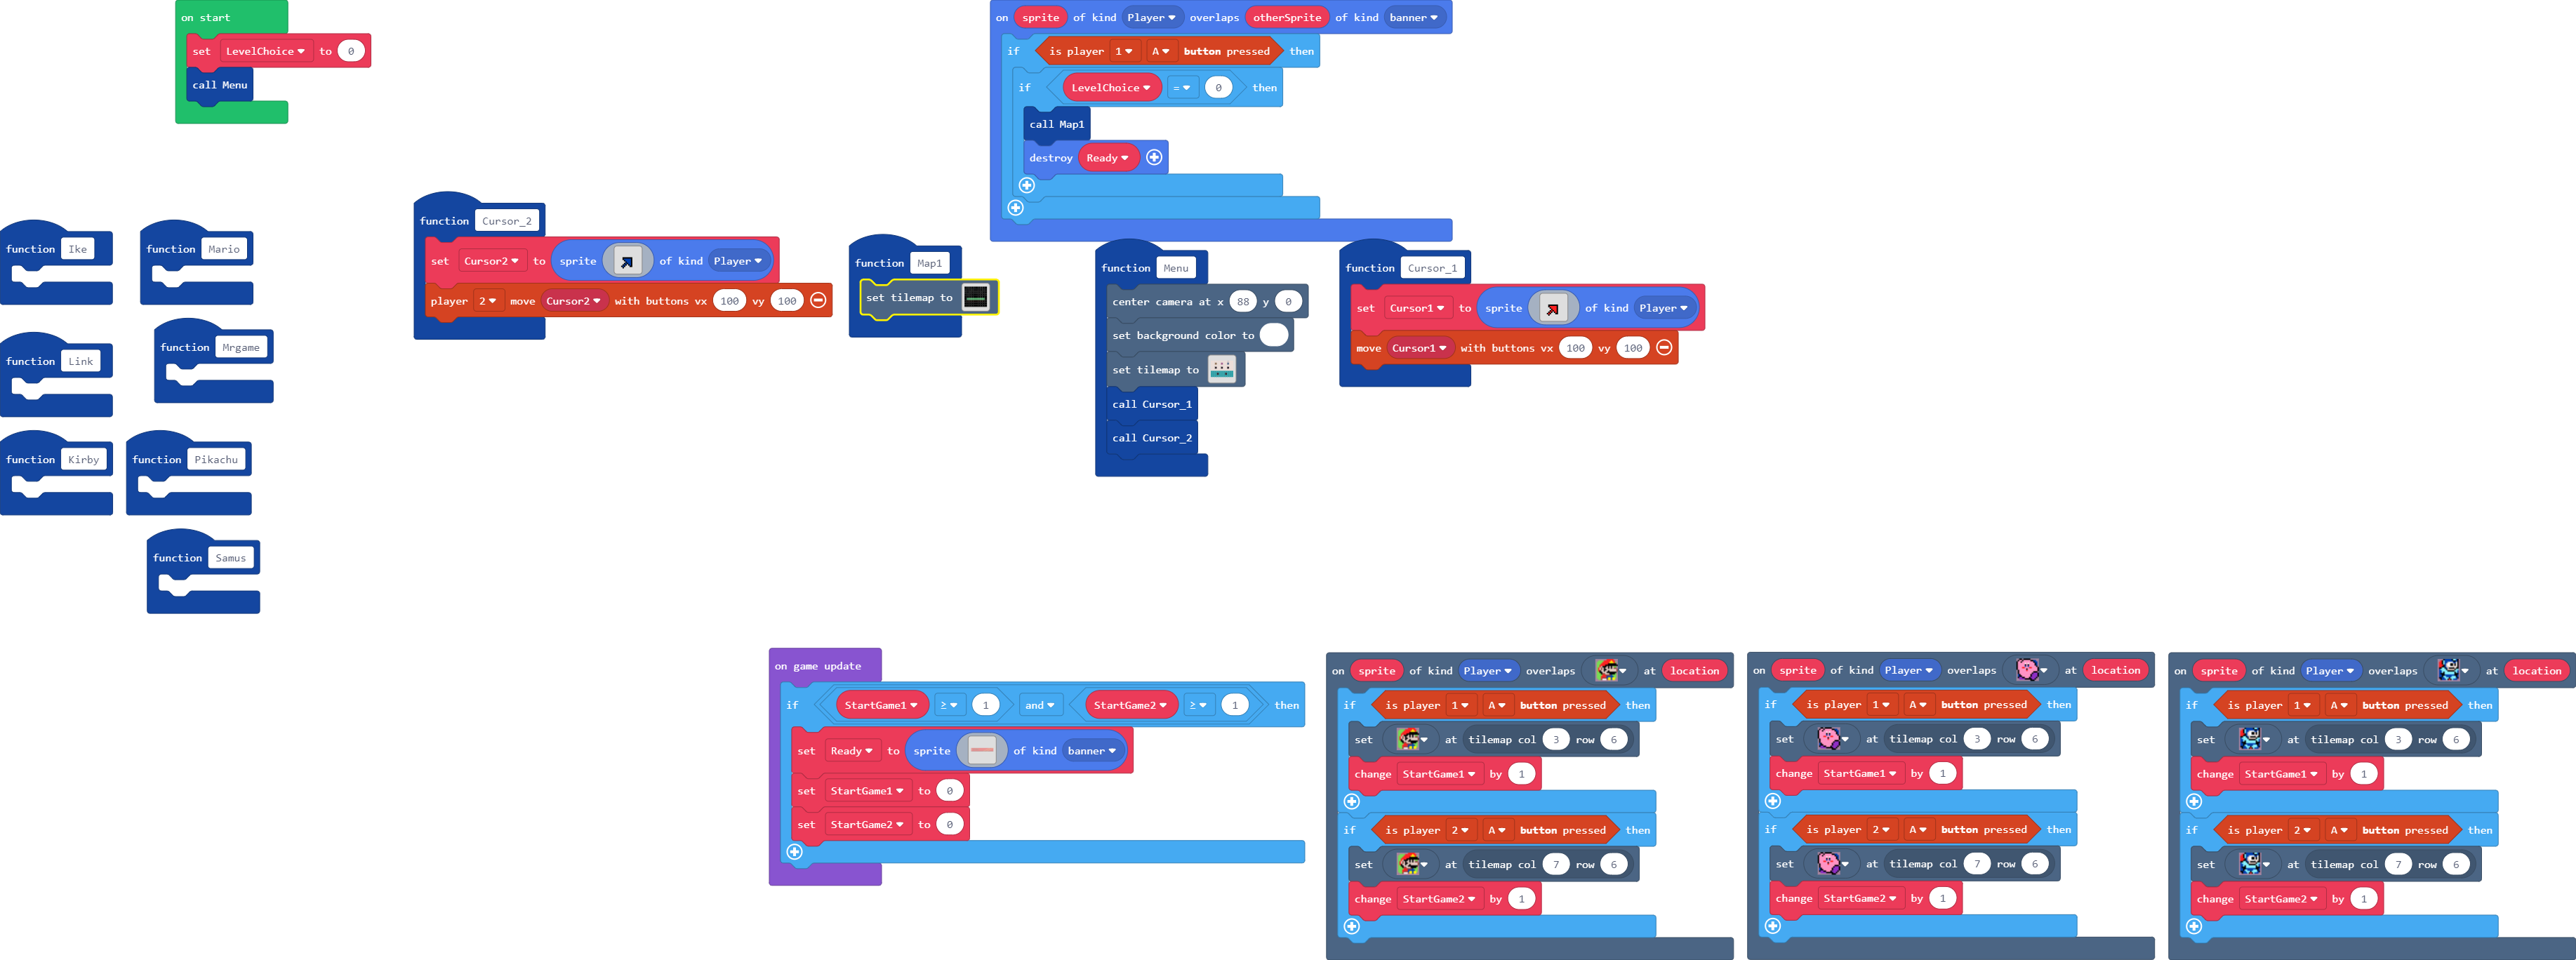 on start
set LevelChoice to 0
call Menu
on sprite of kind Player overlaps otherSprite of kind banner
if is player 1 A button pressed then
if LevelChoice = 0 then
call Map1
destroy Ready
function Ike
function Mario
function Link
function Mrgame
function Kirby
function Pikachu
function Samus
function Cursor_2
set Cursor2 to sprite of kind Player
player 2 move Cursor2 with buttons vx 100 vy 100
function Map1
set tilemap to
function Menu
center camera at x 88 y 0
set background color to
set tilemap to
call Cursor_1
call Cursor_2
function Cursor_1
set Cursor1 to sprite of kind Player
move Cursor1 with buttons vx 100 vy 100
on game update
if StartGame1 ≥ 1 and StartGame2 ≥ 1 then
set Ready to sprite of kind banner
set StartGame1 to 0
set StartGame2 to 0
on sprite of kind Player overlaps at location
if is player 1 A button pressed then
set at tilemap col 3 row 6
change StartGame1 by 1
if is player 2 A button pressed then
set at tilemap col 7 row 6
change StartGame2 by 1
on sprite of kind Player overlaps at location
if is player 1 A button pressed then
set at tilemap col 3 row 6
change StartGame1 by 1
if is player 2 A button pressed then
set at tilemap col 7 row 6
change StartGame2 by 1
on sprite of kind Player overlaps at location
if is player 1 A button pressed then
set at tilemap col 3 row 6
change StartGame1 by 1
if is player 2 A button pressed then
set at tilemap col 7 row 6
change StartGame2 by 1